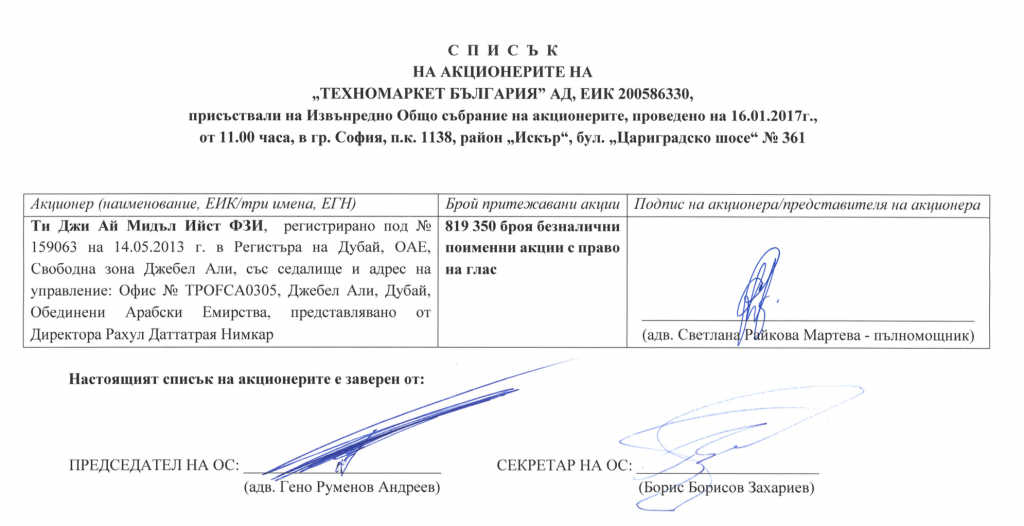 С П И С Ъ К
НА АКЦИОНЕРИТЕ НА
„ТЕХНОМАРКЕТ БЪЛГАРИЯ” АД, ЕИК 200586330,
присъствали на Извънредно Общо събрание на акционерите, проведено на 16.01.2017г.,
от 11.00 часа, в гр. София, п.к. 1138, район „Искър“, бул. „Цариградско шосе“ № 361
Акционер (наименование, ЕИК/три имена, ЕГН)
Брой притежавани акции
Подпис на акционера/представителя на акционера
Ти Джи Ай Мидъл Ийст ФЗИ, регистрирано под №
159063 на 14.05.2013 г. в Регистъра на Дубай, ОАЕ,
Свободна зона Джебел Али, със седалище и адрес на
управление: Офис № TPOFCA0305, Джебел Али, Дубай,
Обединени Арабски Емирства, представлявано от
Директора Рахул Даттатрая Нимкар
819 350 броя безналични
поименни акции с право
на глас
(адв. Светлана Райкова Мартева - пълномощник)
Настоящият списък на акционерите е заверен от:
ПРЕДСЕДАТЕЛ НА ОС:
(адв. Гено Руменов Андреев)
СЕКРЕТАР НА ОС:
(Борис Борисов Захариев)